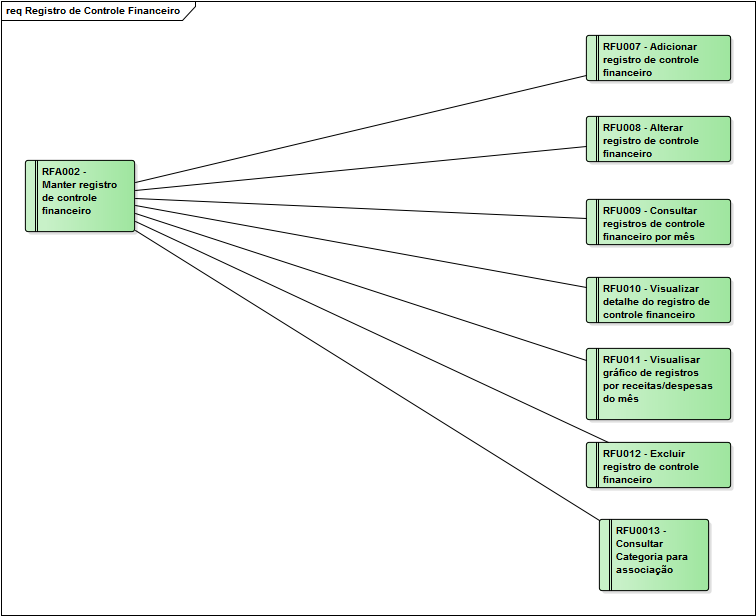 req Registro de Controle Financeiro
RFA002 -
Manter registro
de controle
financeiro
RFU007 - Adicionar
registro de controle
financeiro
RFU008 - Alterar
registro de controle
financeiro
RFU009 - Consultar
registros de controle
financeiro por mês
RFU010 - Visualizar
detalhe do registro de
controle financeiro
RFU011 - Visualisar
gráfico de registros
por receitas/despesas
do mês
RFU012 - Excluir
registro de controle
financeiro
RFU0013 -
Consultar
Categoria para
associação